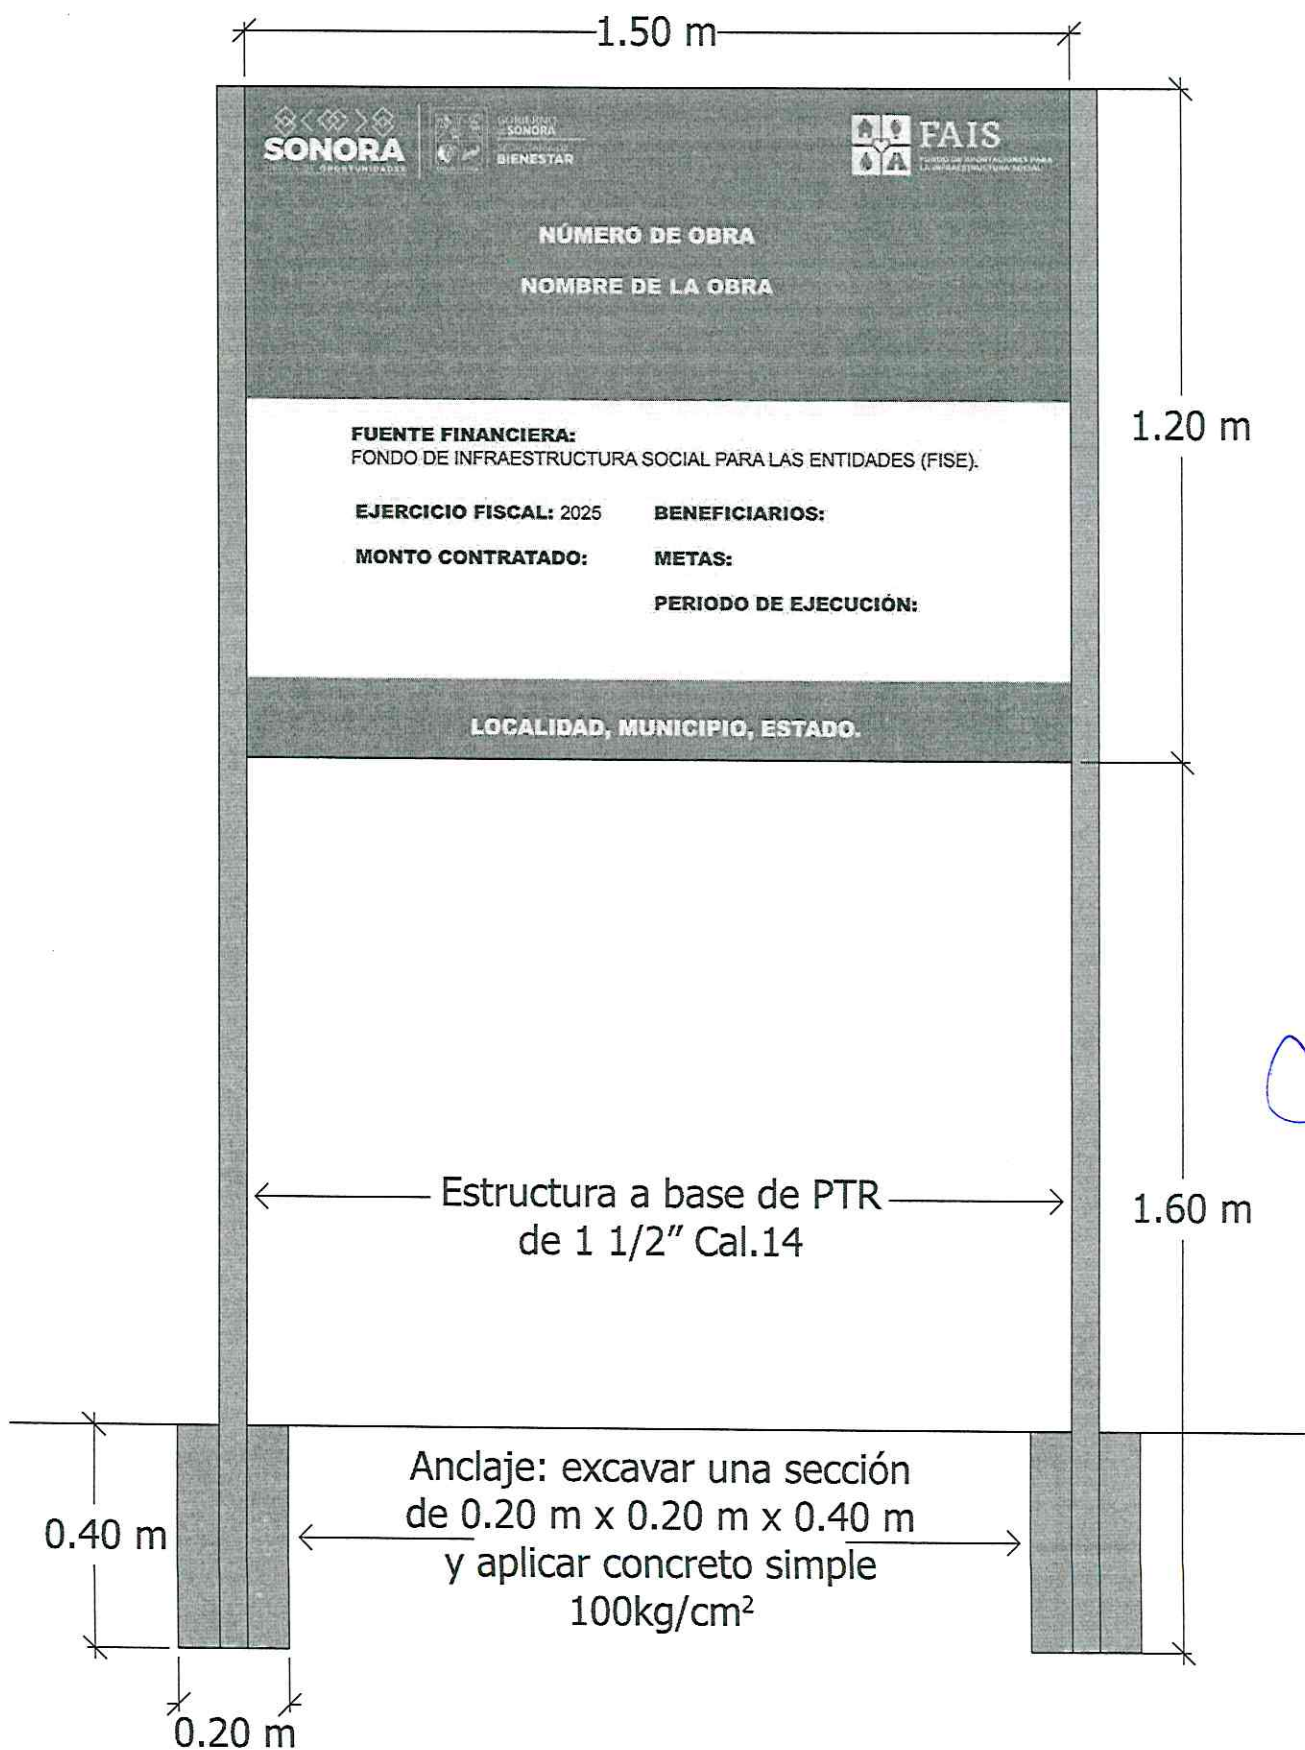 1.50 m
SONORA
OPORTUNIDADES
GOBIERNO
SONORA
BIENESTAR
FAIS
FONDO DE APORTACIONES PARA
LA INFRAESTRUCTURA SOCIAL
NÚMERO DE OBRA
NOMBRE DE LA OBRA
FUENTE FINANCIERA:
FONDO DE INFRAESTRUCTURA SOCIAL PARA LAS ENTIDADES (FISE).
EJERCICIO FISCAL: 2025 BENEFICIARIOS:
MONTO CONTRATADO: METAS:
PERIODO DE EJECUCIÓN:
LOCALIDAD, MUNICIPIO, ESTADO.
1.20 m
Estructura a base de PTR
de 1 1/2" Cal.14
1.60 m
Anclaje: excavar una sección
de 0.20 m x 0.20 m x 0.40 m
y aplicar concreto simple
100kg/cm²
0.40 m
0.20 m